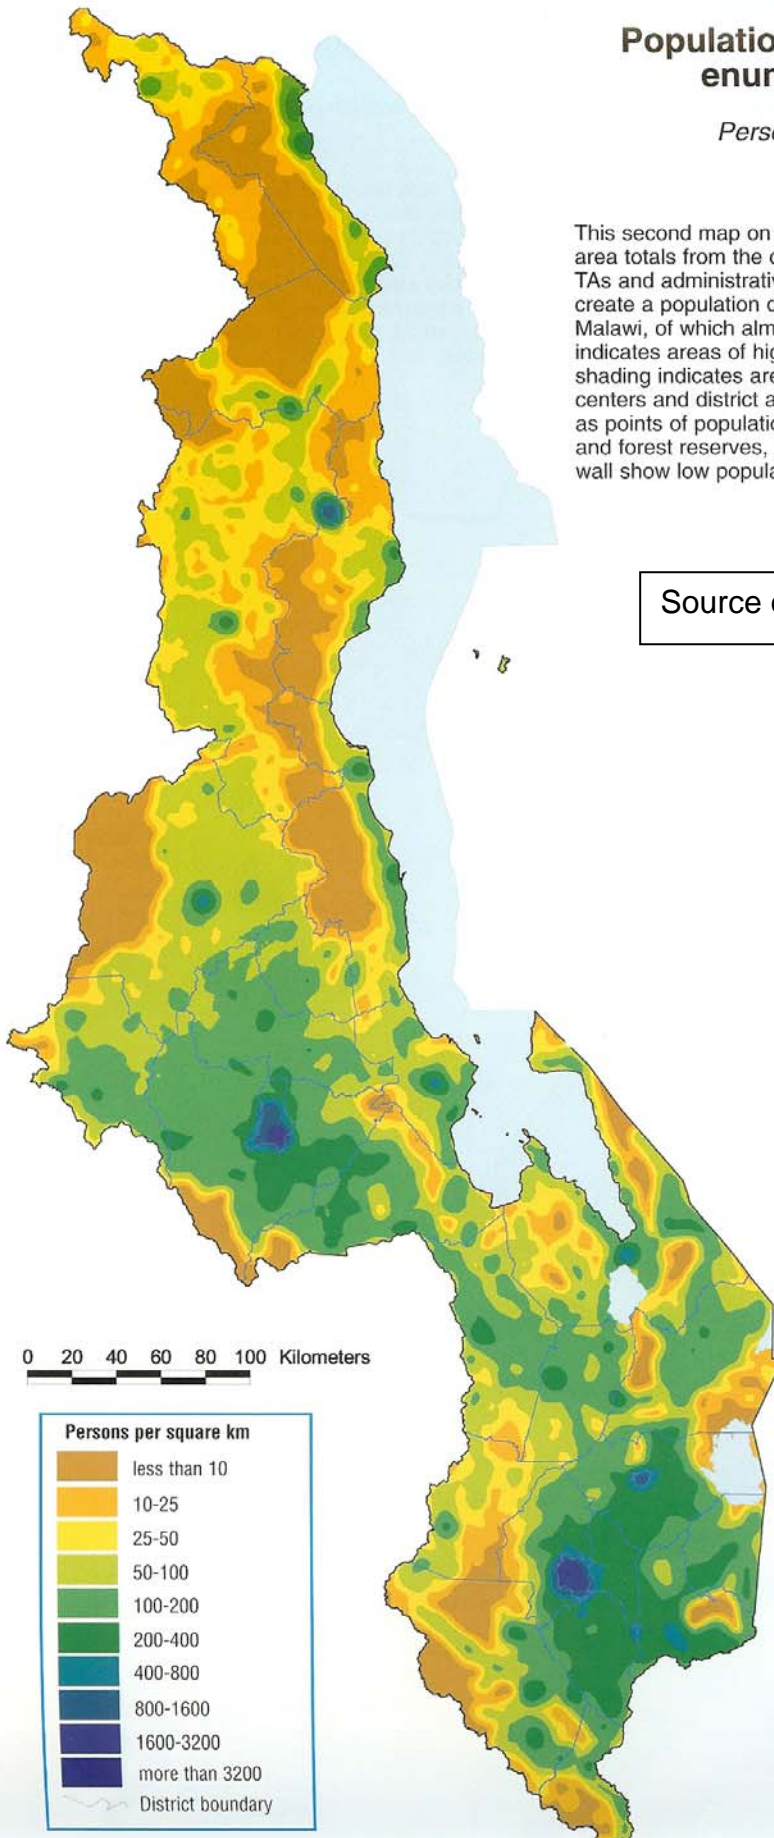 Populatio
enur
Perso
This second map on
area totals from the c
TAs and administrativ
create a population d
Malawi, of which alm
indicates areas of hig
shading indicates are
centers and district a
as points of populatio
and forest reserves,
wall show low popula
Source
0 20 40 60 80 100 Kilometers
Persons per square km
less than 10
10-25
25-50
50-100
100-200
200-400
400-800
800-1600
1600-3200
more than 3200
District boundary